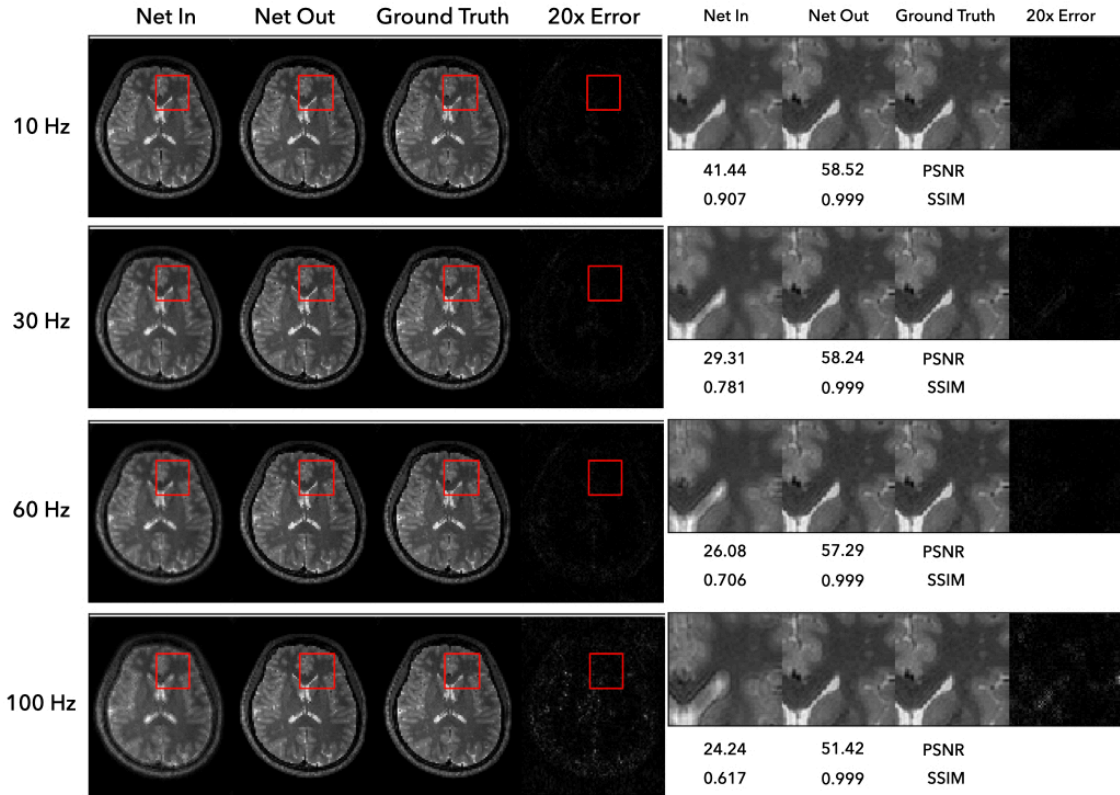 Net In Net Out Ground Truth 20x Error Net In Net Out Ground Truth 20x Error
10 Hz
41.44 58.52 PSNR
0.907 0.999 SSIM
30 Hz
29.31 58.24 PSNR
0.781 0.999 SSIM
60 Hz
26.08 57.29 PSNR
0.706 0.999 SSIM
100 Hz
24.24 51.42 PSNR
0.617 0.999 SSIM